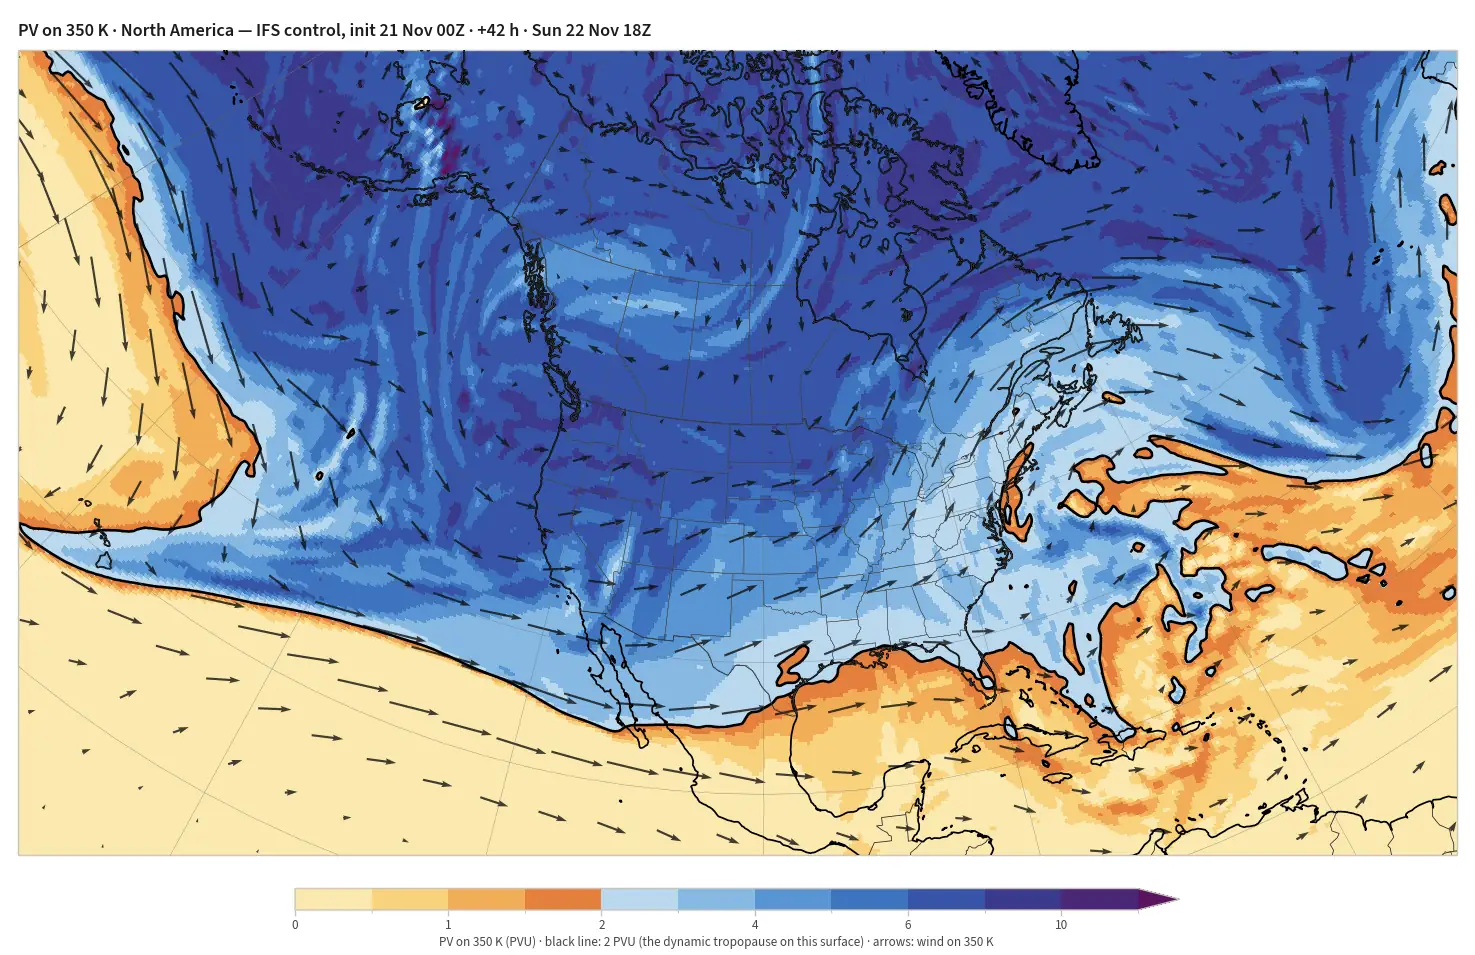 PV on 350 K · North America — IFS control, init 21 Nov 00Z · +42 h · Sun 22 Nov 18Z
0 1 2 4 6 10
PV on 350 K (PVU) · black line: 2 PVU (the dynamic tropopause on this surface) · arrows: wind on 350 K